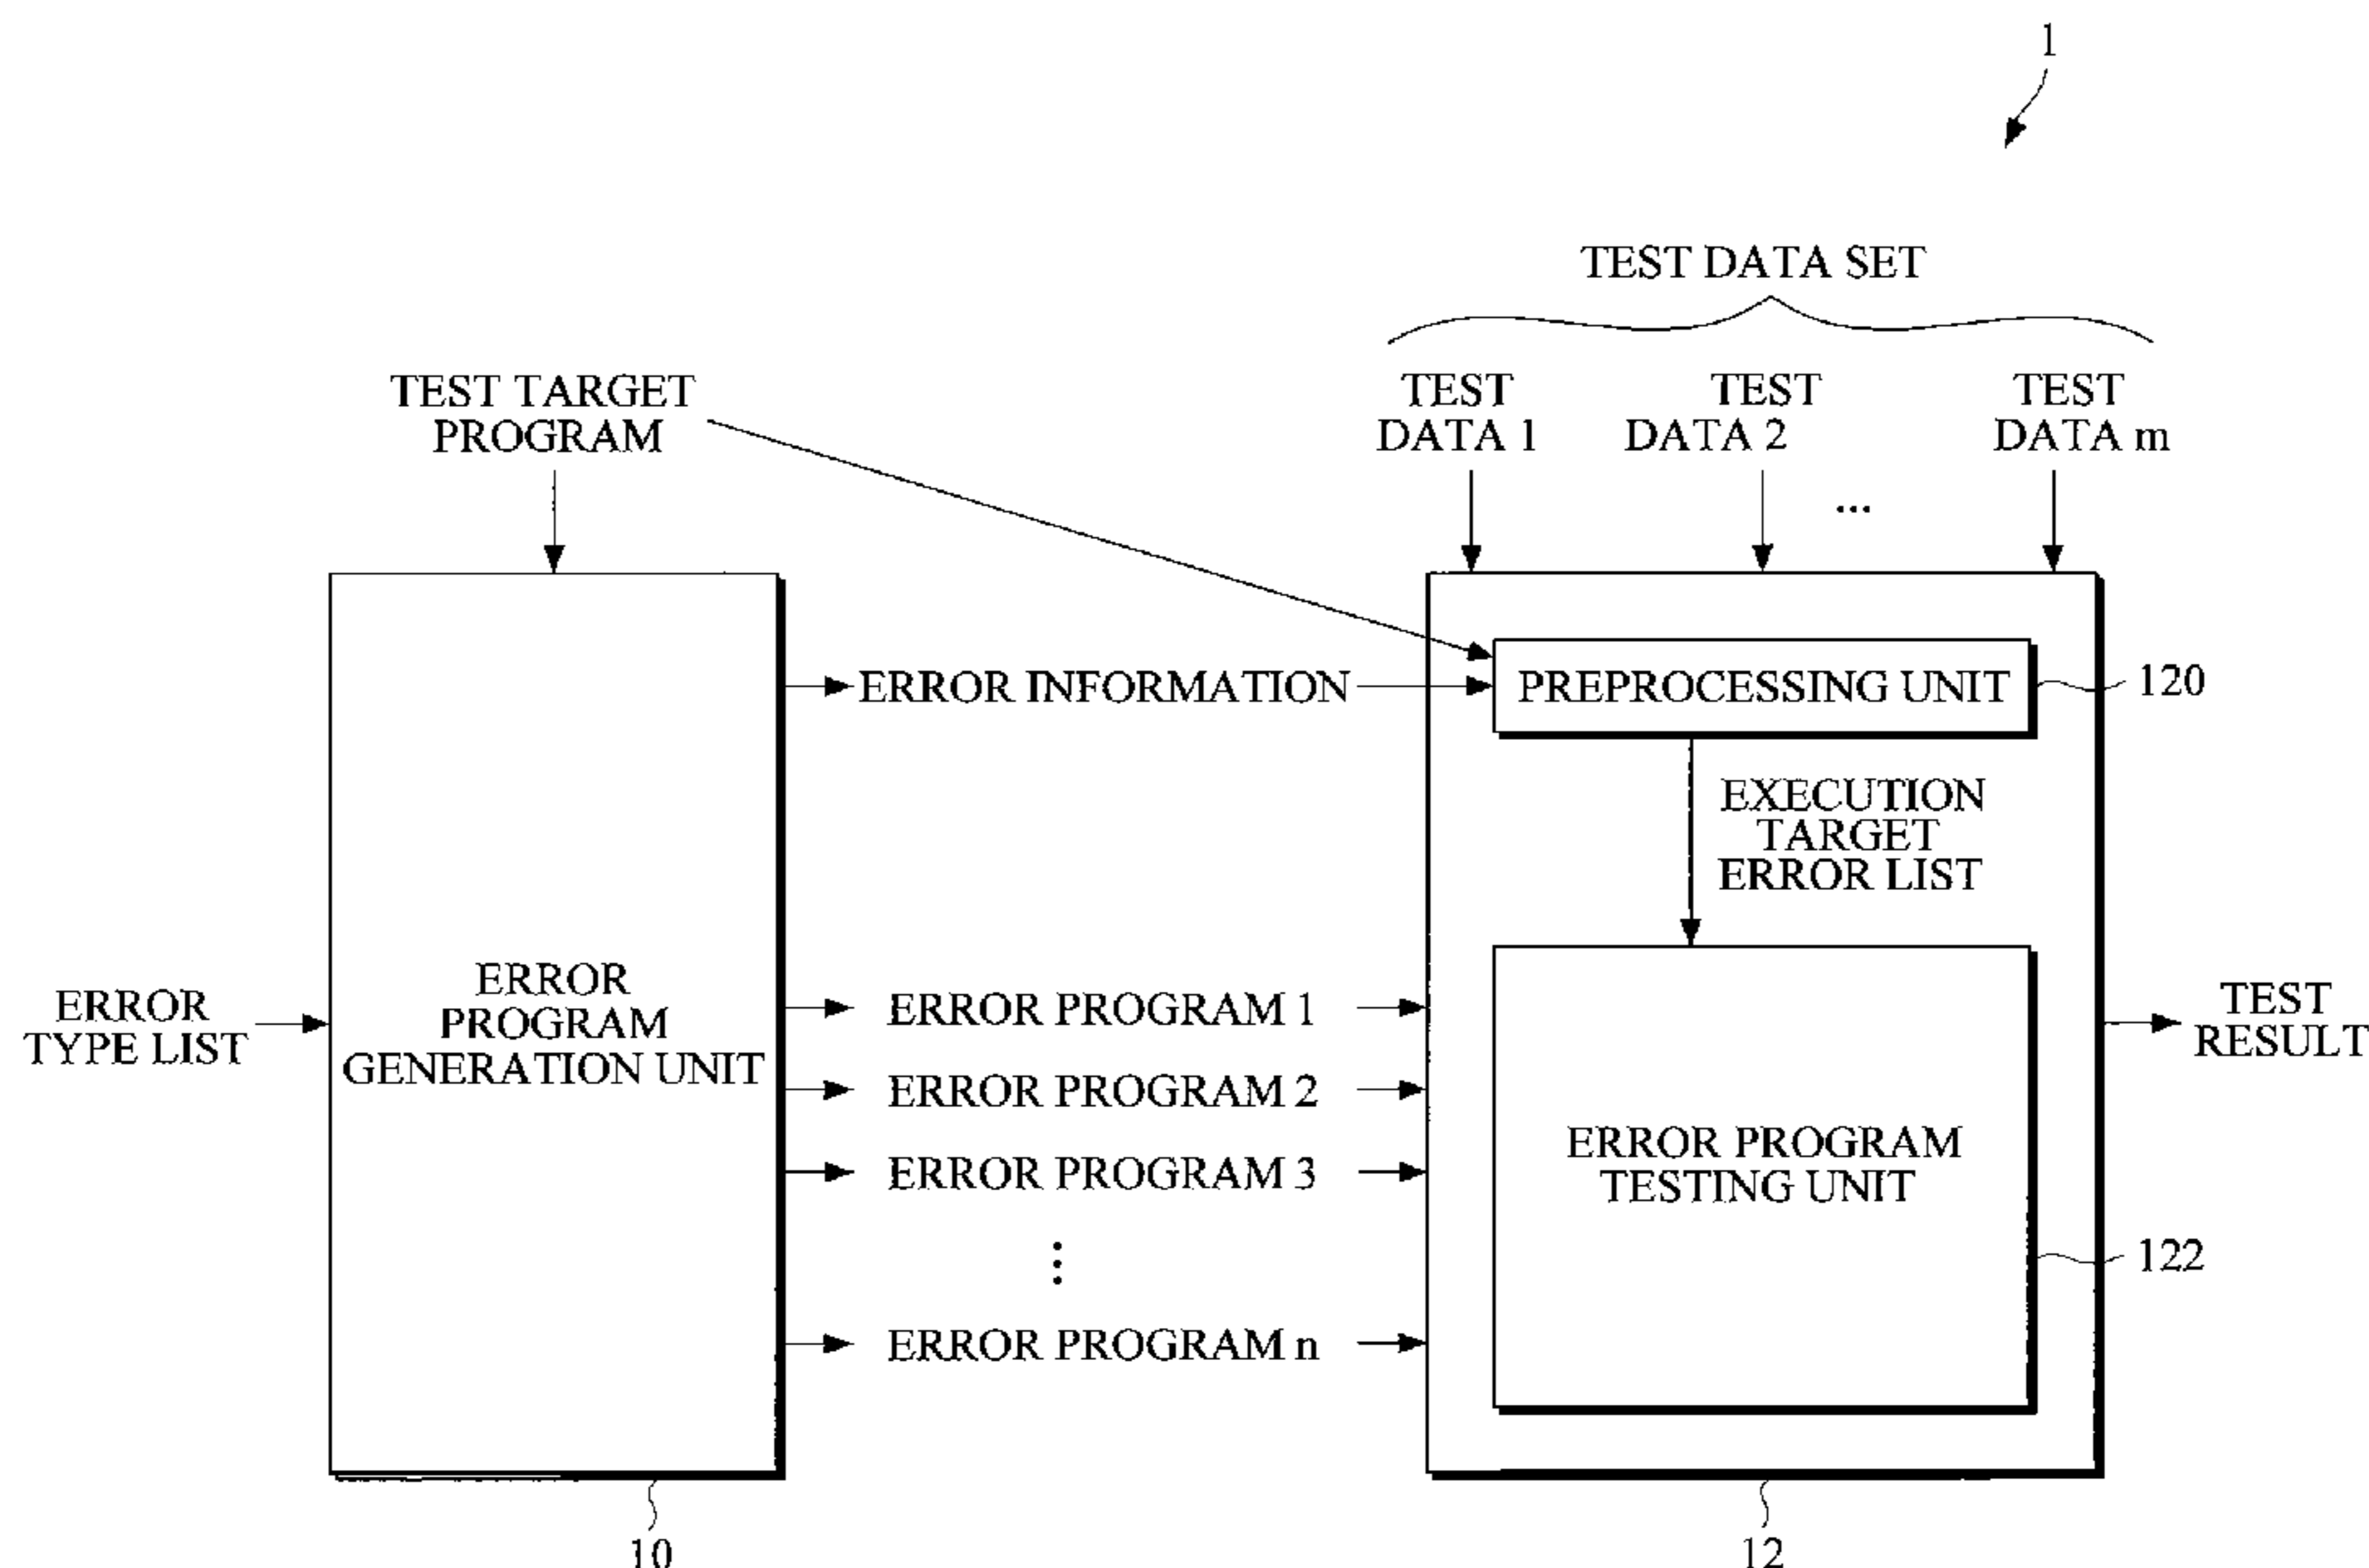 1
TEST DATA SET
TEST TARGET
PROGRAM
TEST
DATA 1
TEST
DATA 2
...
TEST
DATA m
ERROR INFORMATION
PREPROCESSING UNIT
120
EXECUTION
TARGET
ERROR LIST
ERROR
TYPE LIST
ERROR
PROGRAM
GENERATION UNIT
ERROR PROGRAM 1
ERROR PROGRAM 2
ERROR PROGRAM 3
⋮
ERROR PROGRAM n
ERROR PROGRAM
TESTING UNIT
122
TEST
RESULT
10
12